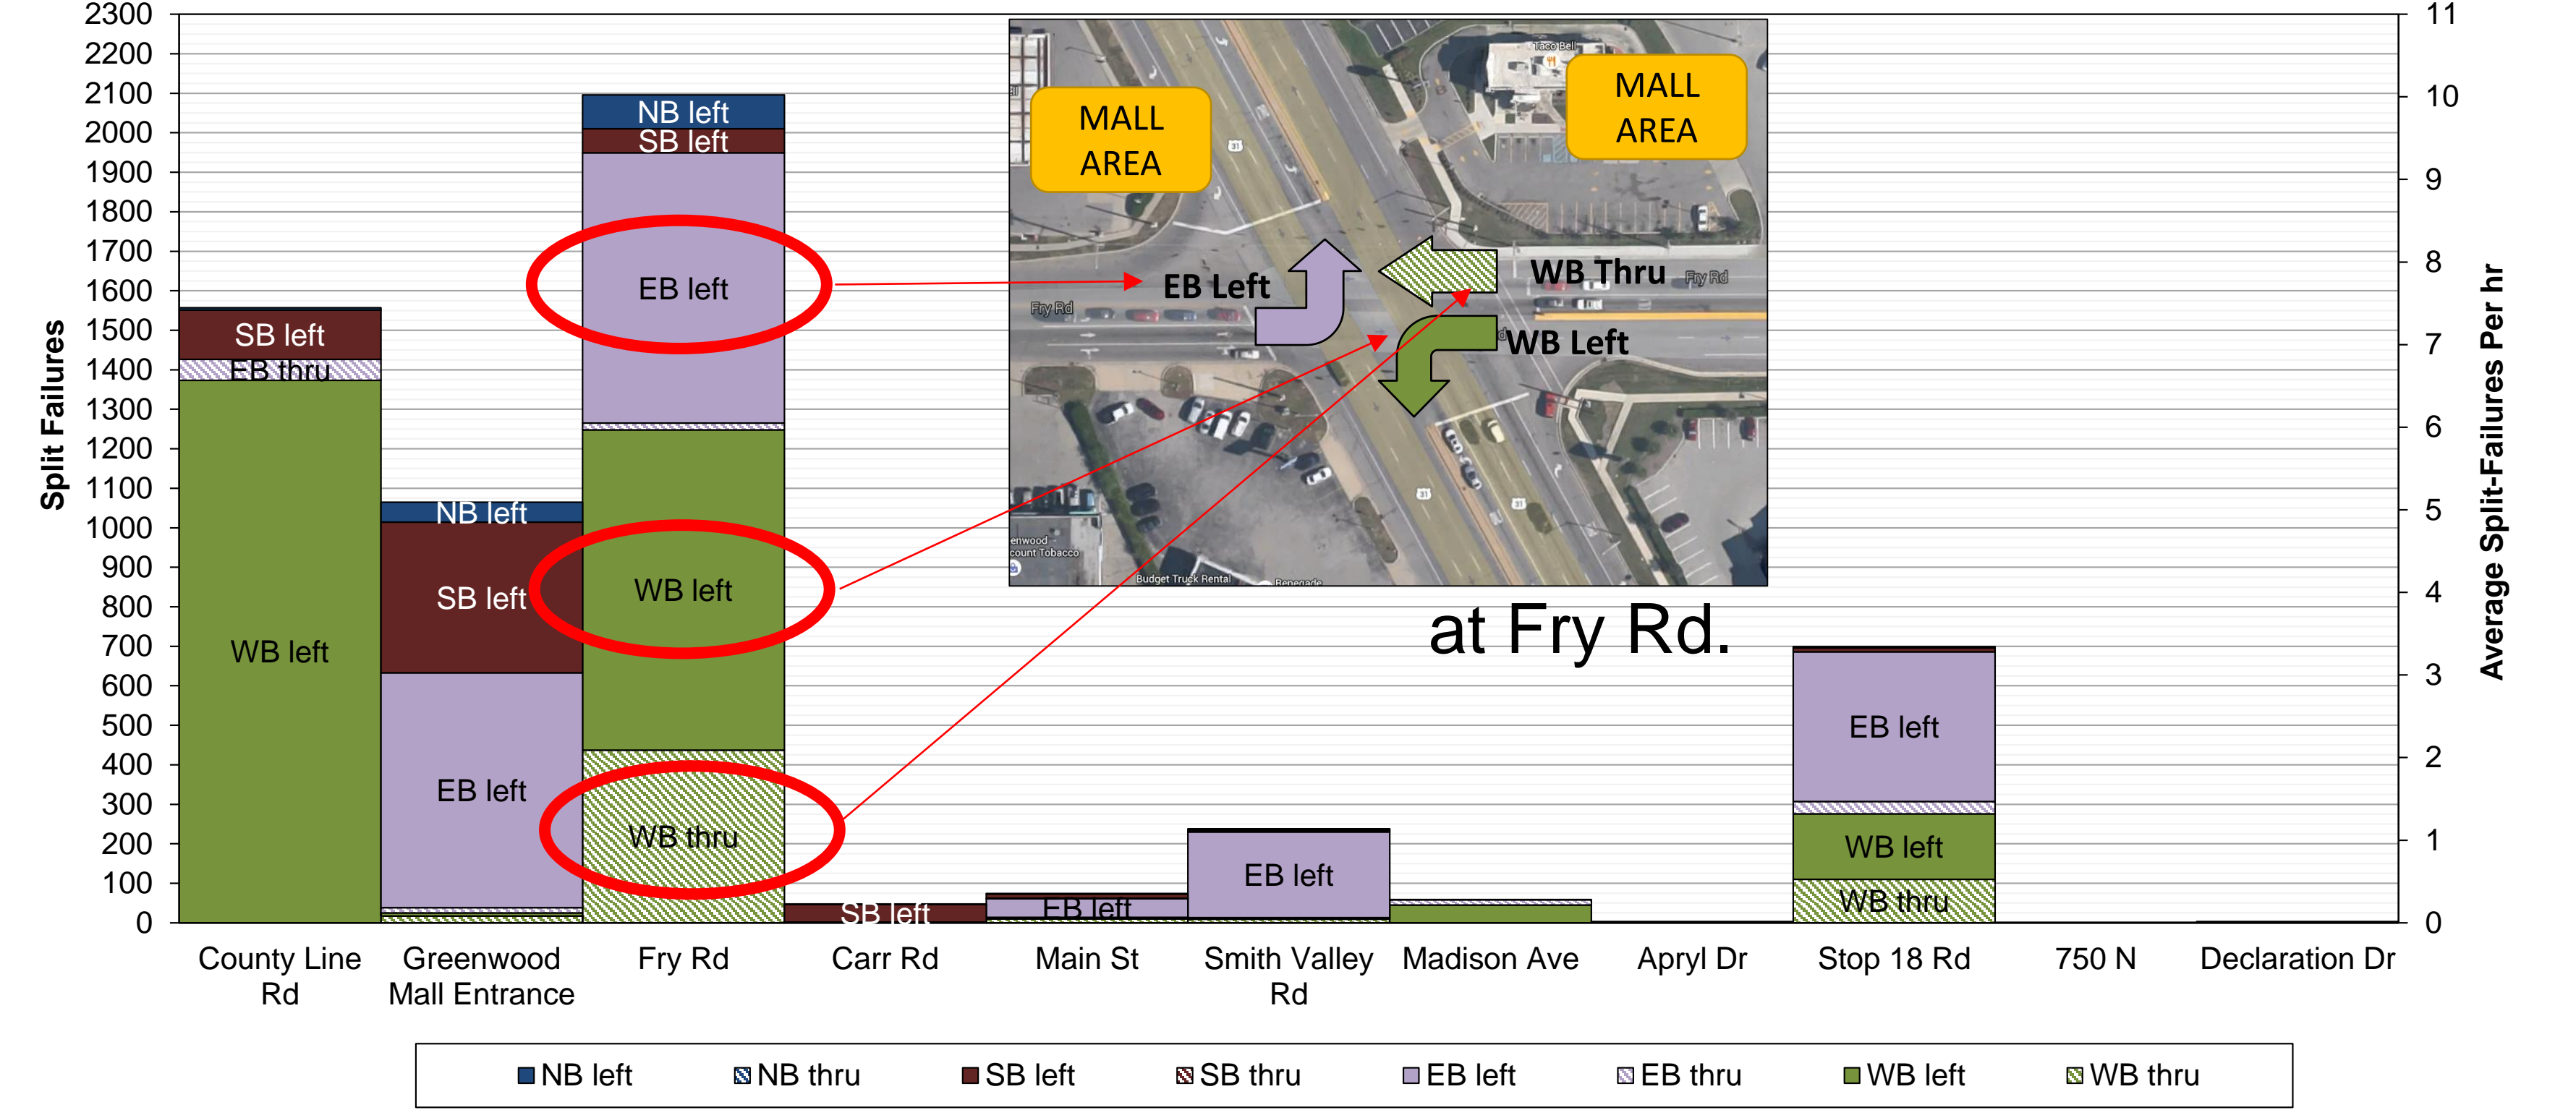 2300
2200
2100
2000
1900
1800
1700
1600
1500
1400
1300
1200
1100
1000
900
800
700
600
500
400
300
200
100
0
Split Failures
11
10
9
8
7
6
5
4
3
2
1
0
Average Split-Failures Per hr
SB left
EB thru
WB left
NB left
SB left
EB left
NB left
SB left
EB left
WB left
WB thru
SB left
EB left
EB left
EB left
WB left
WB thru
MALL
AREA
Taco Bell
MALL
AREA
31
EB Left
WB Thru
Fry Rd
Fry Rd
WB Left
31
31
enwood
count Tobacco
Budget Truck Rental
Renegade
at Fry Rd.
County Line
Rd
Greenwood
Mall Entrance
Fry Rd
Carr Rd
Main St
Smith Valley
Rd
Madison Ave
Apryl Dr
Stop 18 Rd
750 N
Declaration Dr
NB left
NB thru
SB left
SB thru
EB left
EB thru
WB left
WB thru